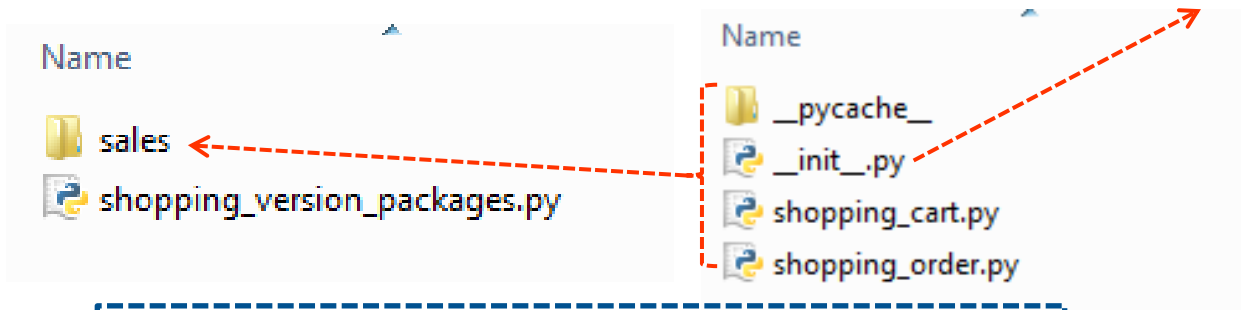 Name
sales
shopping_version_packages.py
Name
__pycache__
__init__.py
shopping_cart.py
shopping_order.py